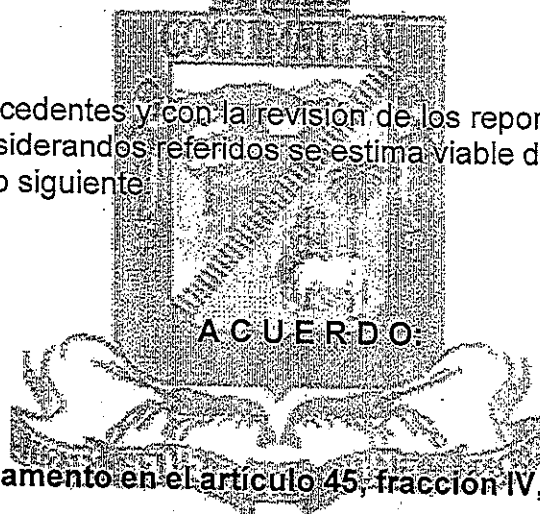 COCULA
cedentes y con la revisión de los repor
siderandos referidos se estima viable d
o siguiente:
A C U E R D O:
amento en el artículo 45, fracción IV,